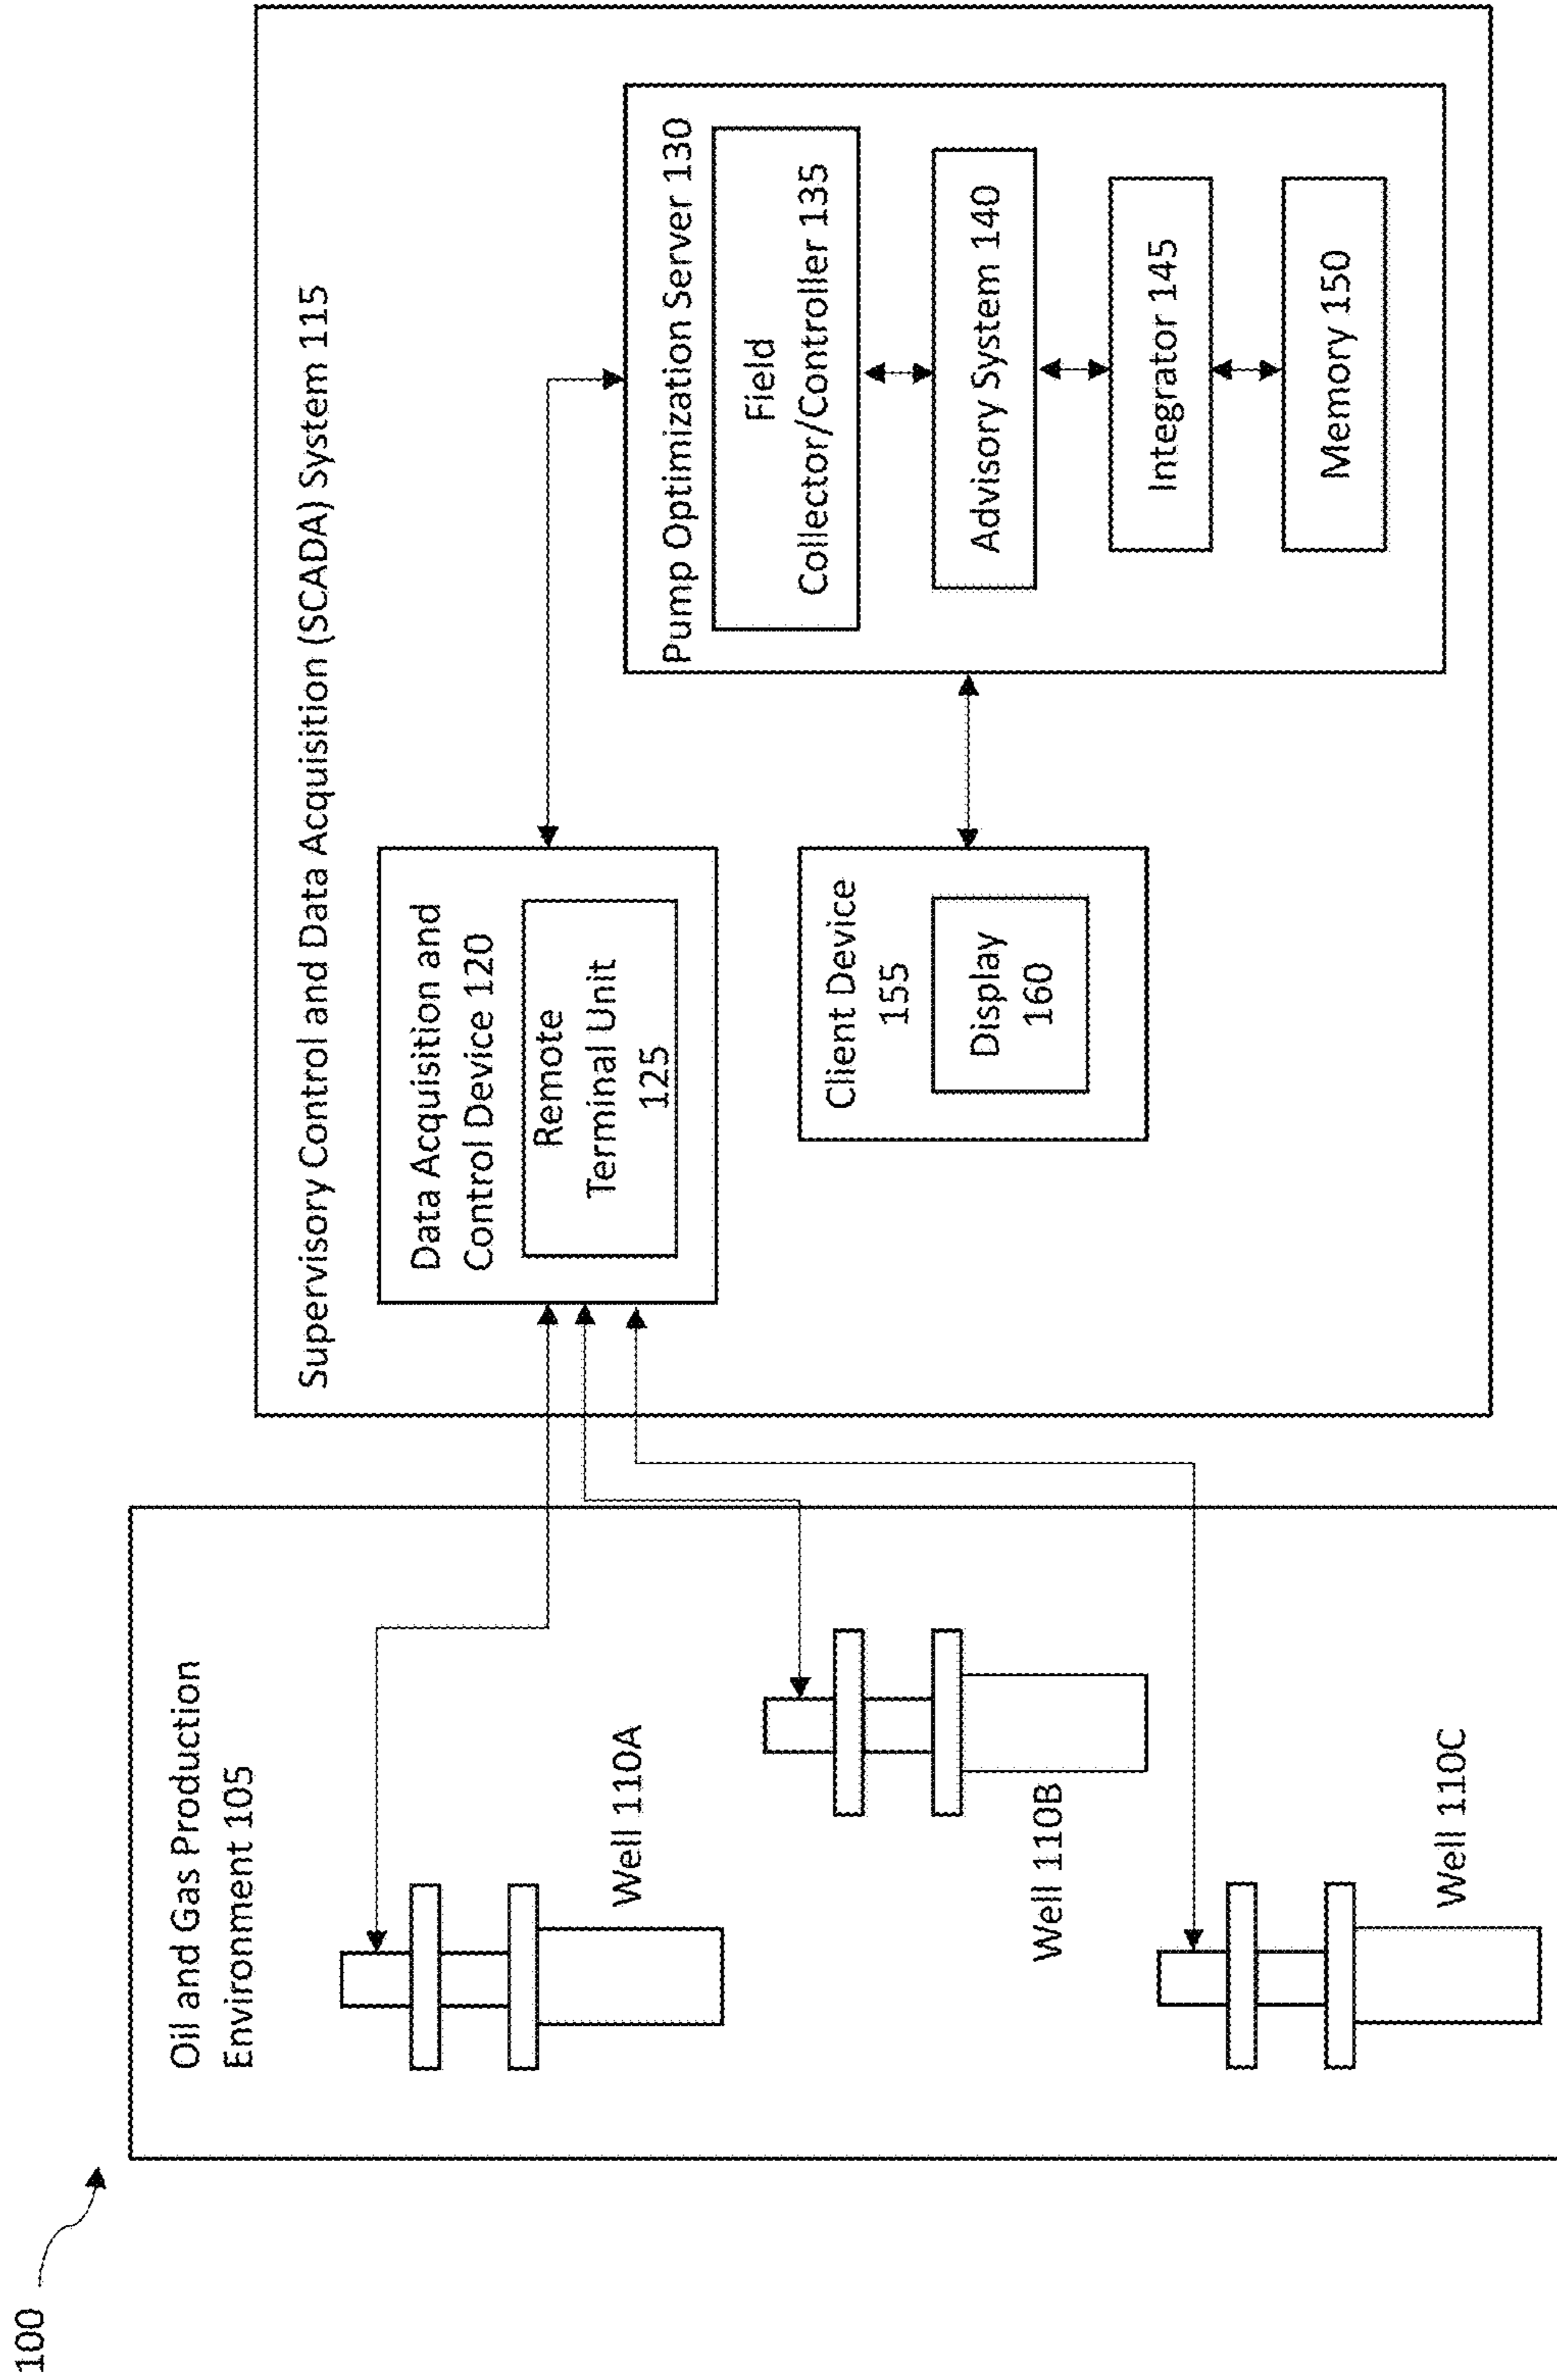 100
Oil and Gas Production
Environment 105
Well 110A
Well 110B
Well 110C
Supervisory Control and Data Acquisition (SCADA) System 115
Data Acquisition and
Control Device 120
Remote
Terminal Unit
125
Client Device
155
Display
160
Pump Optimization Server 130
Field
Collector/Controller 135
Advisory System 140
Integrator 145
Memory 150